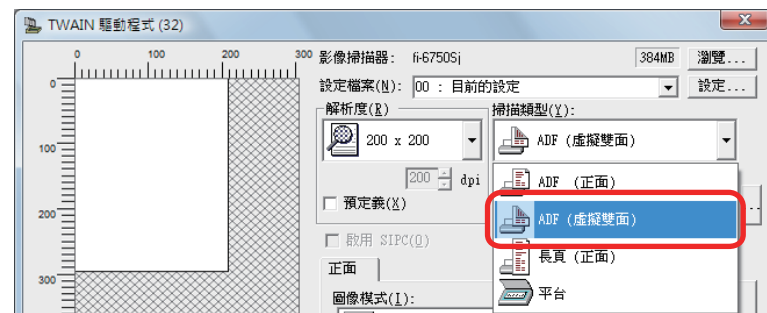 TWAIN 驅動程式 (32)
0 100 200 300
0
100
200
300
影像掃描器: fi-6750Sj 384MB 瀏覽...
設定檔案(N): 00 : 目前的設定 設定...
解析度(R) 掃描類型(Y):
200 x 200 ADF (虛擬雙面)
200 dpi
預定義(X)
啟用 SIPC(Q)
正面
圖像模式(I):
ADF (正面)
ADF (虛擬雙面)
長頁 (正面)
平台